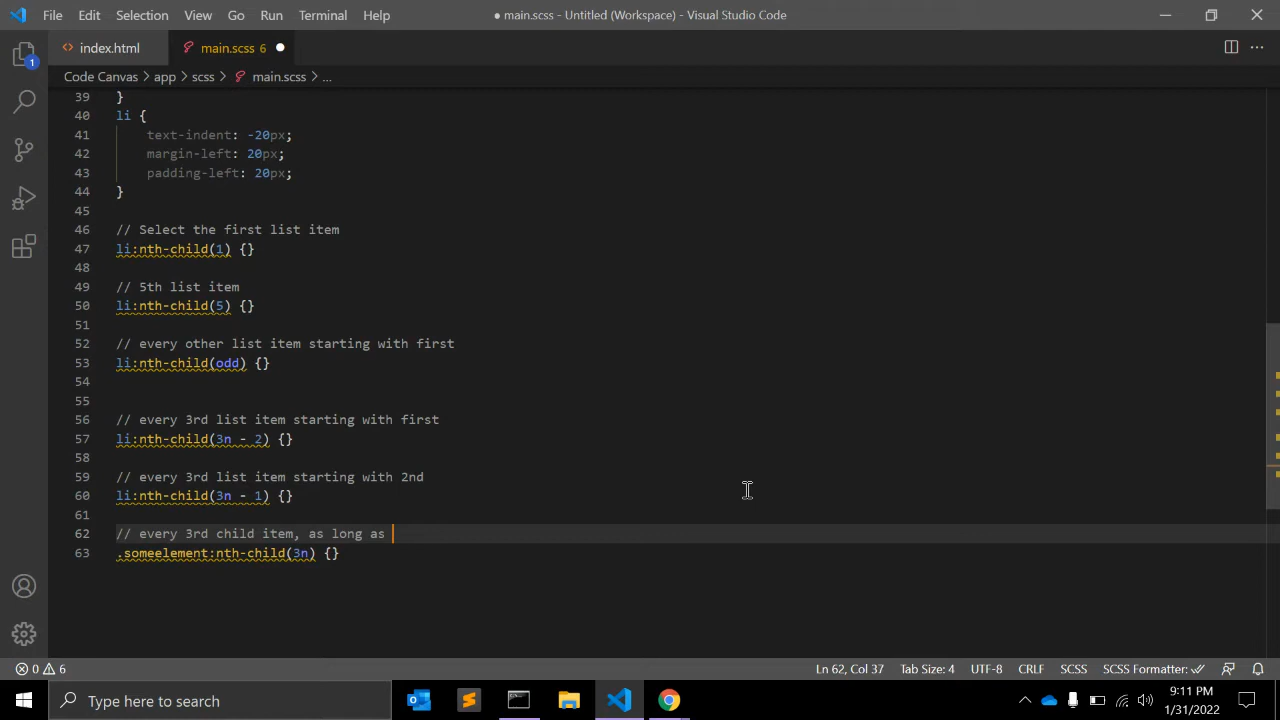 File Edit Selection View Go Run Terminal Help ● main.scss - Untitled (Workspace) - Visual Studio Code
index.html main.scss 6
Code Canvas > app > scss > main.scss > ...
39 }
40 li {
41 text-indent: -20px;
42 margin-left: 20px;
43 padding-left: 20px;
44 }
45
46 // Select the first list item
47 li:nth-child(1) {}
48
49 // 5th list item
50 li:nth-child(5) {}
51
52 // every other list item starting with first
53 li:nth-child(odd) {}
54
55
56 // every 3rd list item starting with first
57 li:nth-child(3n - 2) {}
58
59 // every 3rd list item starting with 2nd
60 li:nth-child(3n - 1) {}
61
62 // every 3rd child item, as long as
63 .someelement:nth-child(3n) {}
1
0 6 Ln 62, Col 37 Tab Size: 4 UTF-8 CRLF SCSS SCSS Formatter:
Type here to search
9:11 PM
1/31/2022